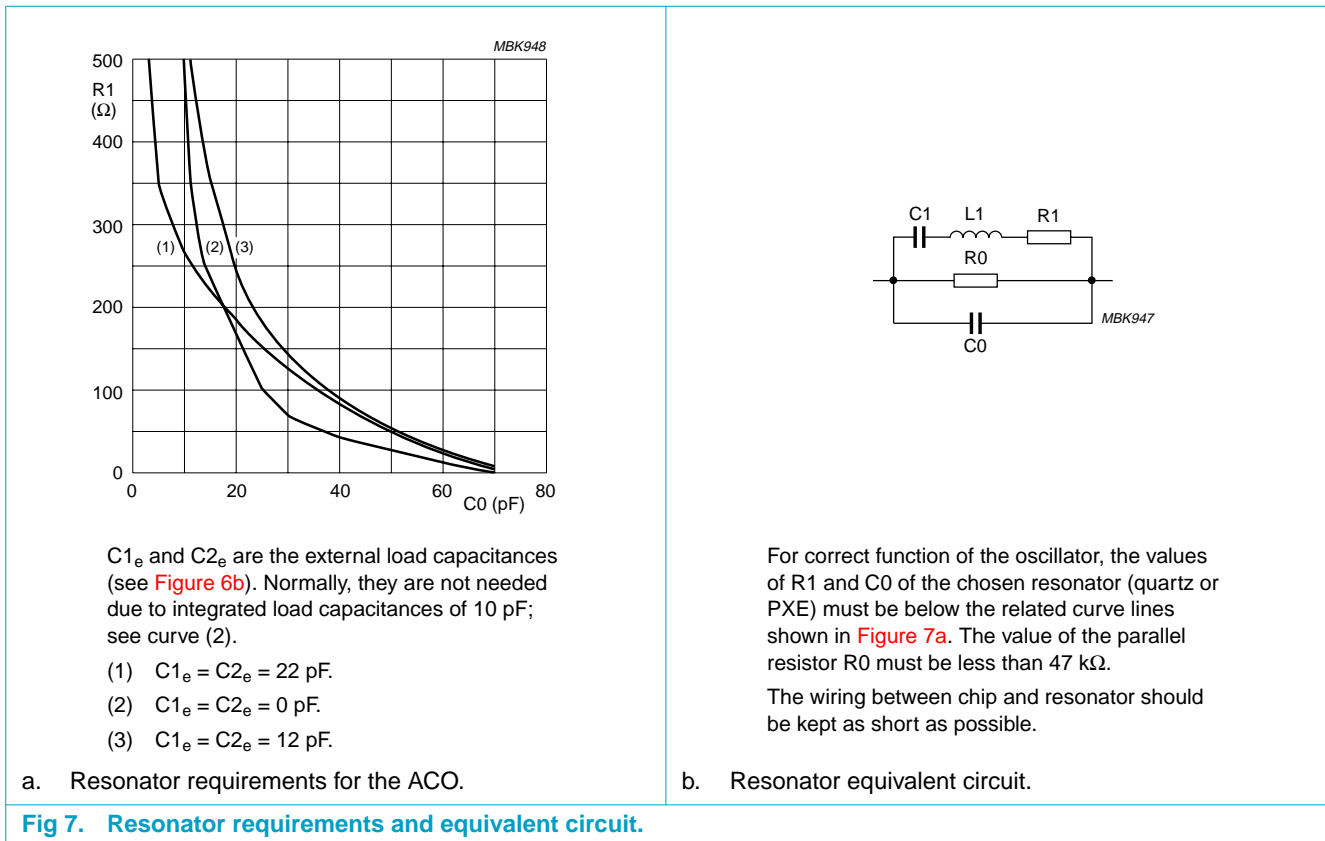 MBK948
500
R1
(Ω)
400
300
(1)
(2)
(3)
200
100
0
0
20
40
60
80
C0 (pF)
C1e and C2e are the external load capacitances
(see Figure 6b). Normally, they are not needed
due to integrated load capacitances of 10 pF;
see curve (2).
(1) C1e = C2e = 22 pF.
(2) C1e = C2e = 0 pF.
(3) C1e = C2e = 12 pF.
a. Resonator requirements for the ACO.
C1
L1
R1
R0
MBK947
C0
For correct function of the oscillator, the values
of R1 and C0 of the chosen resonator (quartz or
PXE) must be below the related curve lines
shown in Figure 7a. The value of the parallel
resistor R0 must be less than 47 kΩ.
The wiring between chip and resonator should
be kept as short as possible.
b. Resonator equivalent circuit.
Fig 7. Resonator requirements and equivalent circuit.